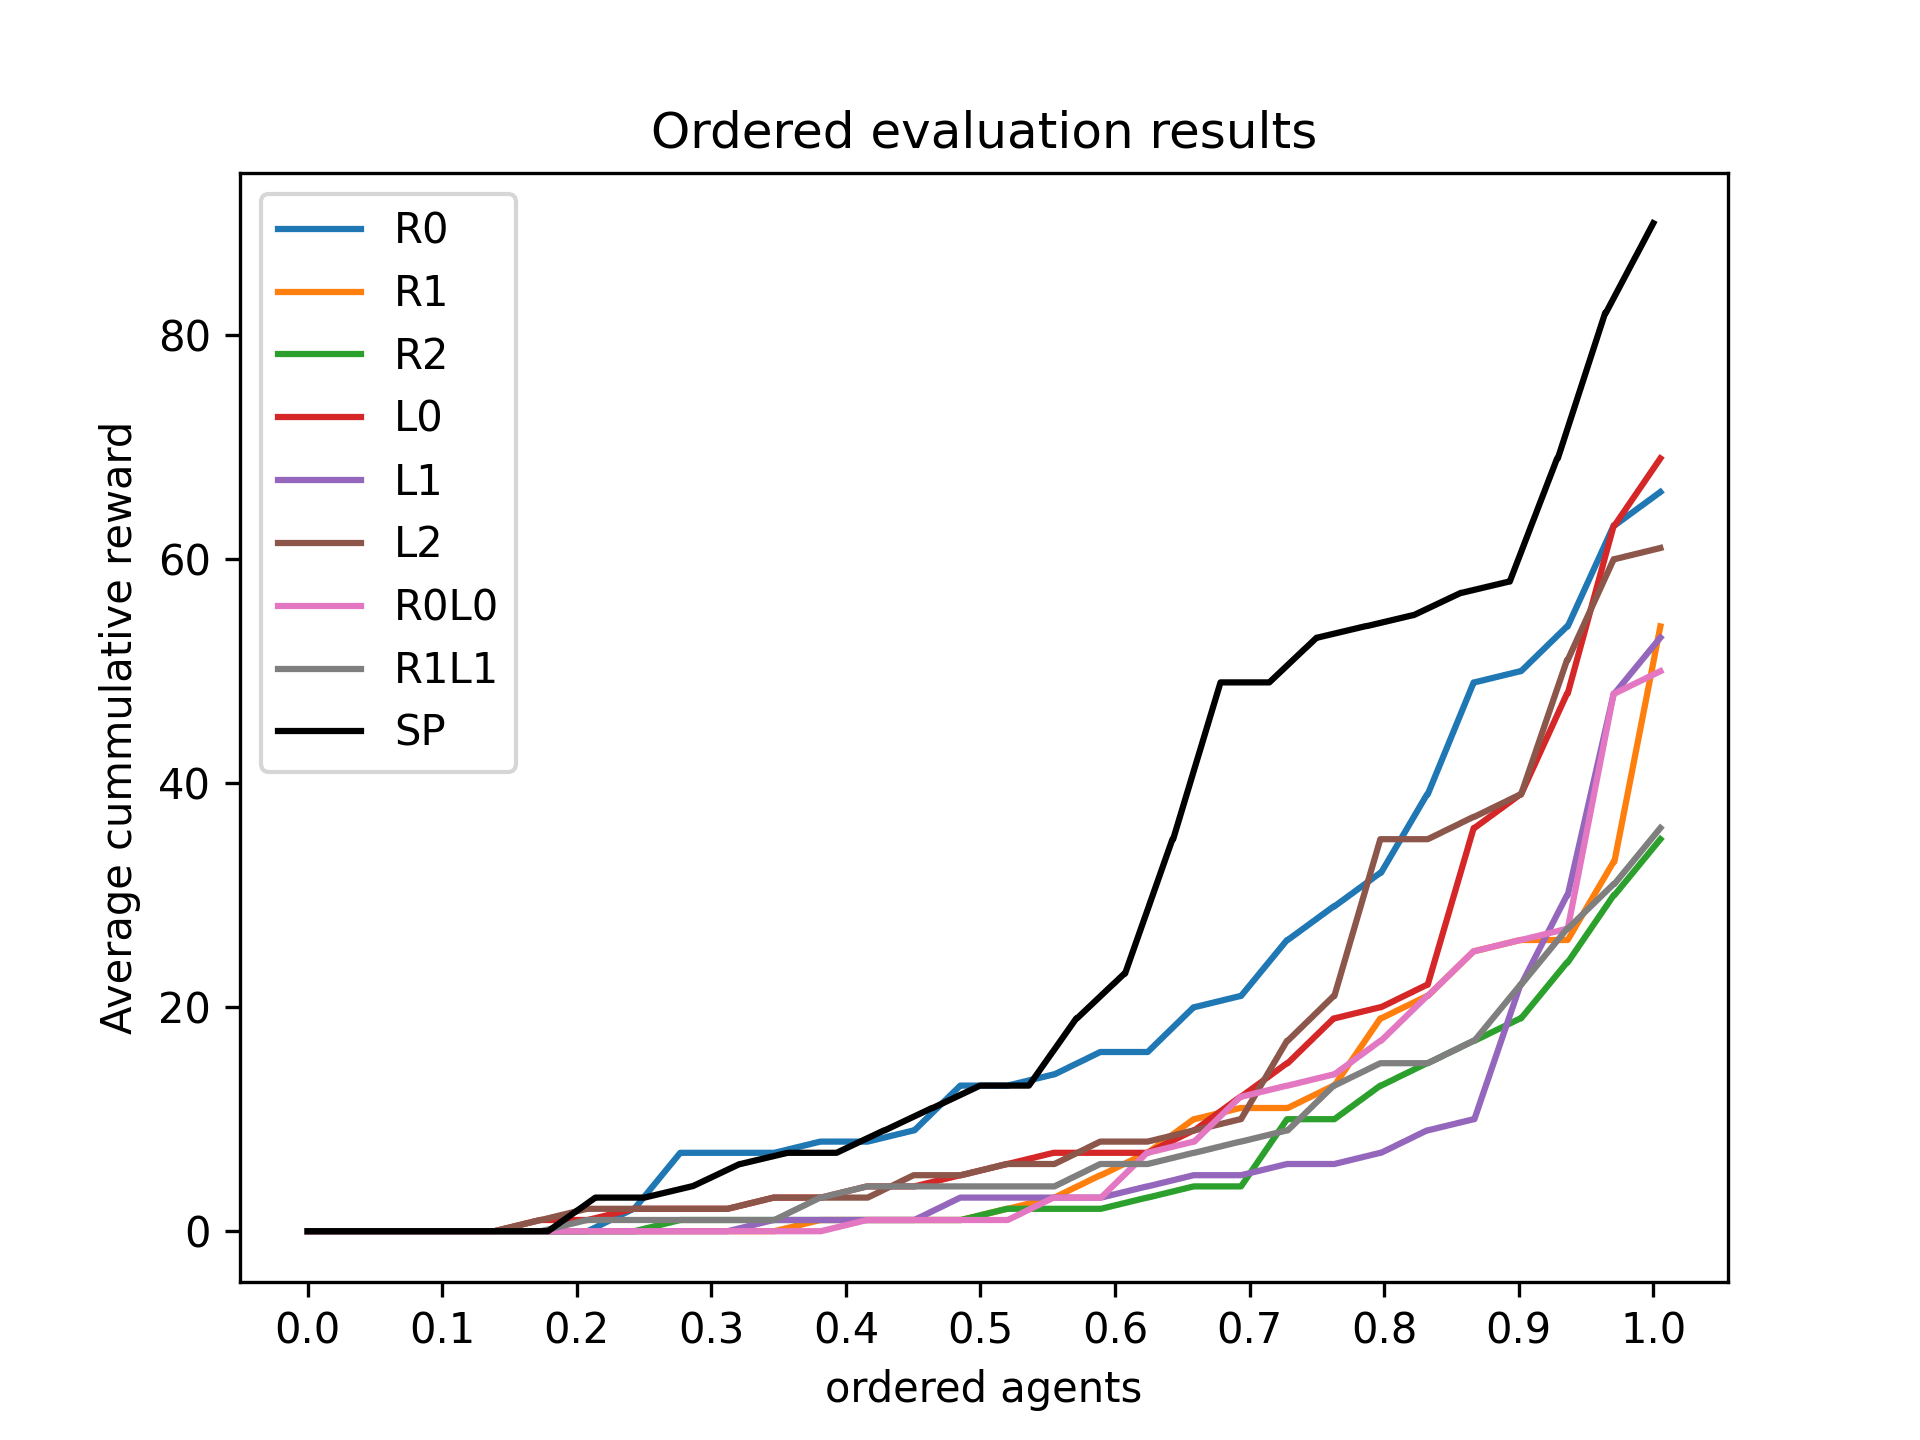 Ordered evaluation results
R0
R1
R2
L0
L1
L2
R0L0
R1L1
SP
Average cummulative reward
80
60
40
20
0
0.0 0.1 0.2 0.3 0.4 0.5 0.6 0.7 0.8 0.9 1.0
ordered agents